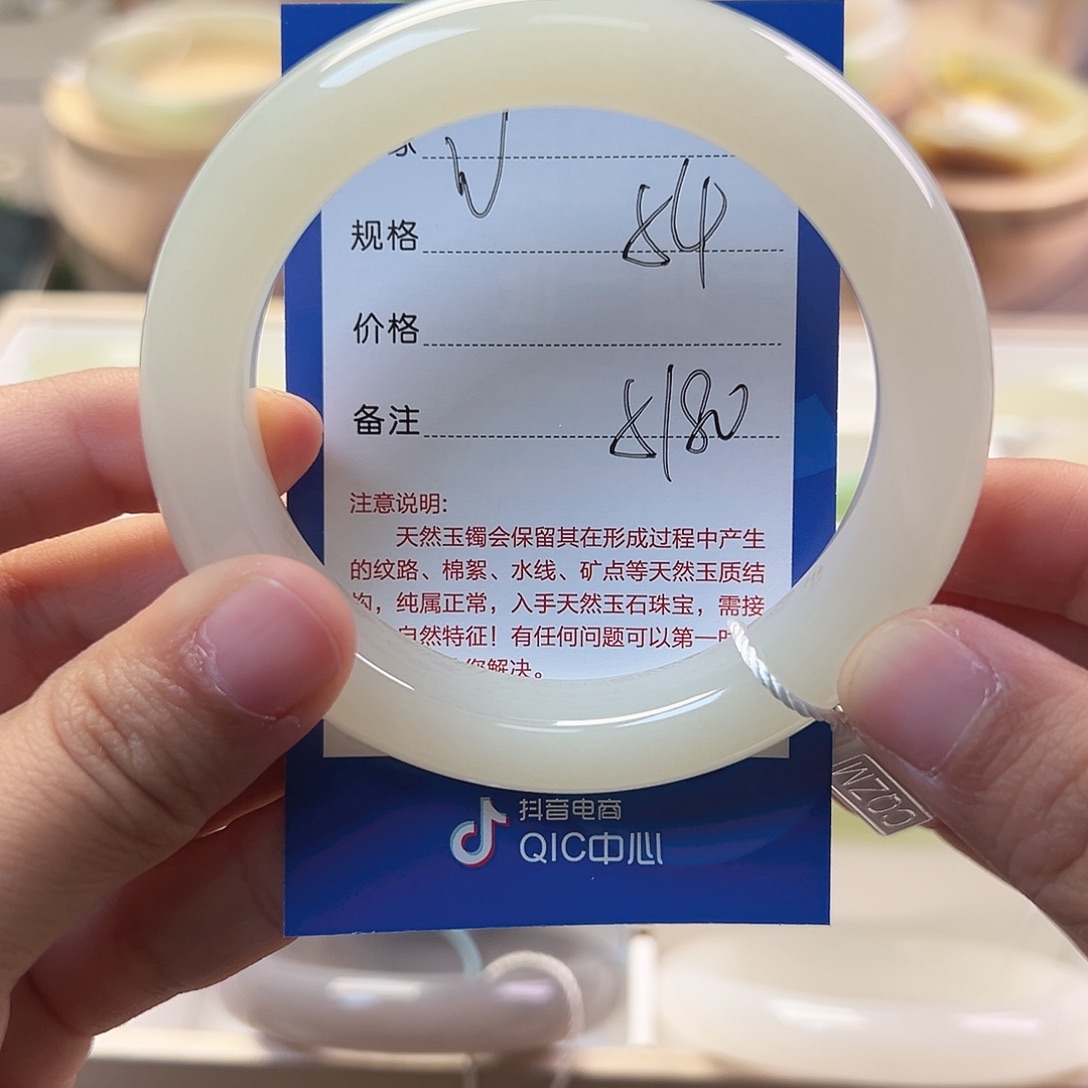 规格 54
价格
备注 5180
注意说明:
天然玉镯会保留其在形成过程中产生
的纹路、棉絮、水线、矿点等天然玉质结
构，纯属正常，入手天然玉石珠宝，需接
自然特征！有任何问题可以第一时
您解决。
抖音电商
QIC中心
CQZM